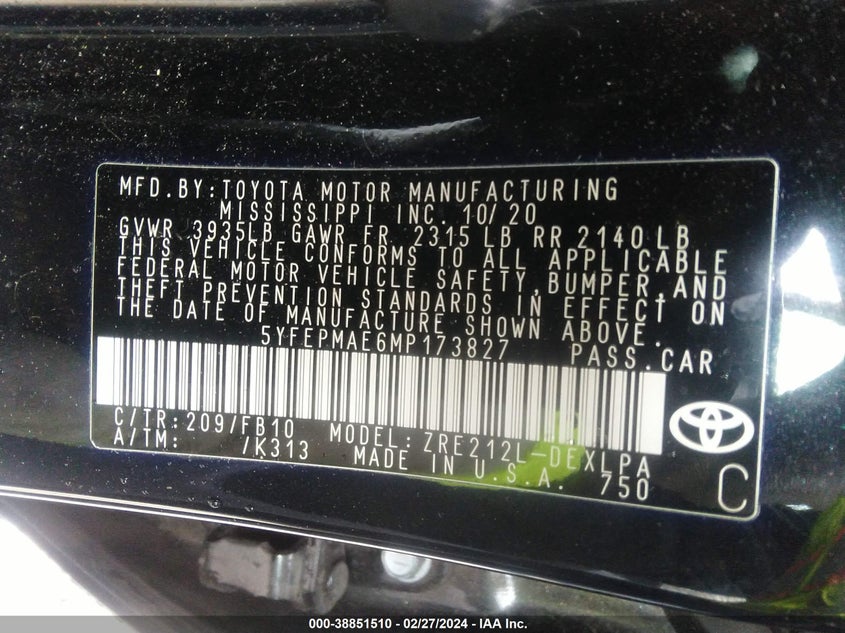 MFD.BY:TOYOTA MOTOR MANUFACTURING
MISSISSIPPI INC. 10/20
GVWR 3935LB GAWR FR 2315 LB RR 2140 LB
THIS VEHICLE CONFORMS TO ALL APPLICABLE
FEDERAL MOTOR VEHICLE SAFETY,BUMPER,AND
THEFT PREVENTION STANDARDS IN EFFECT ON
THE DATE OF MANUFACTURE SHOWN ABOVE.
5YFEPMAE6MP173827 PASS.CAR
C/TR:209/FB10 MODEL:ZRE212L-DEXLPA
A/TM: /K313 MADE IN U.S.A. 750
C
000-38851510 - 02/27/2024 - IAA Inc.